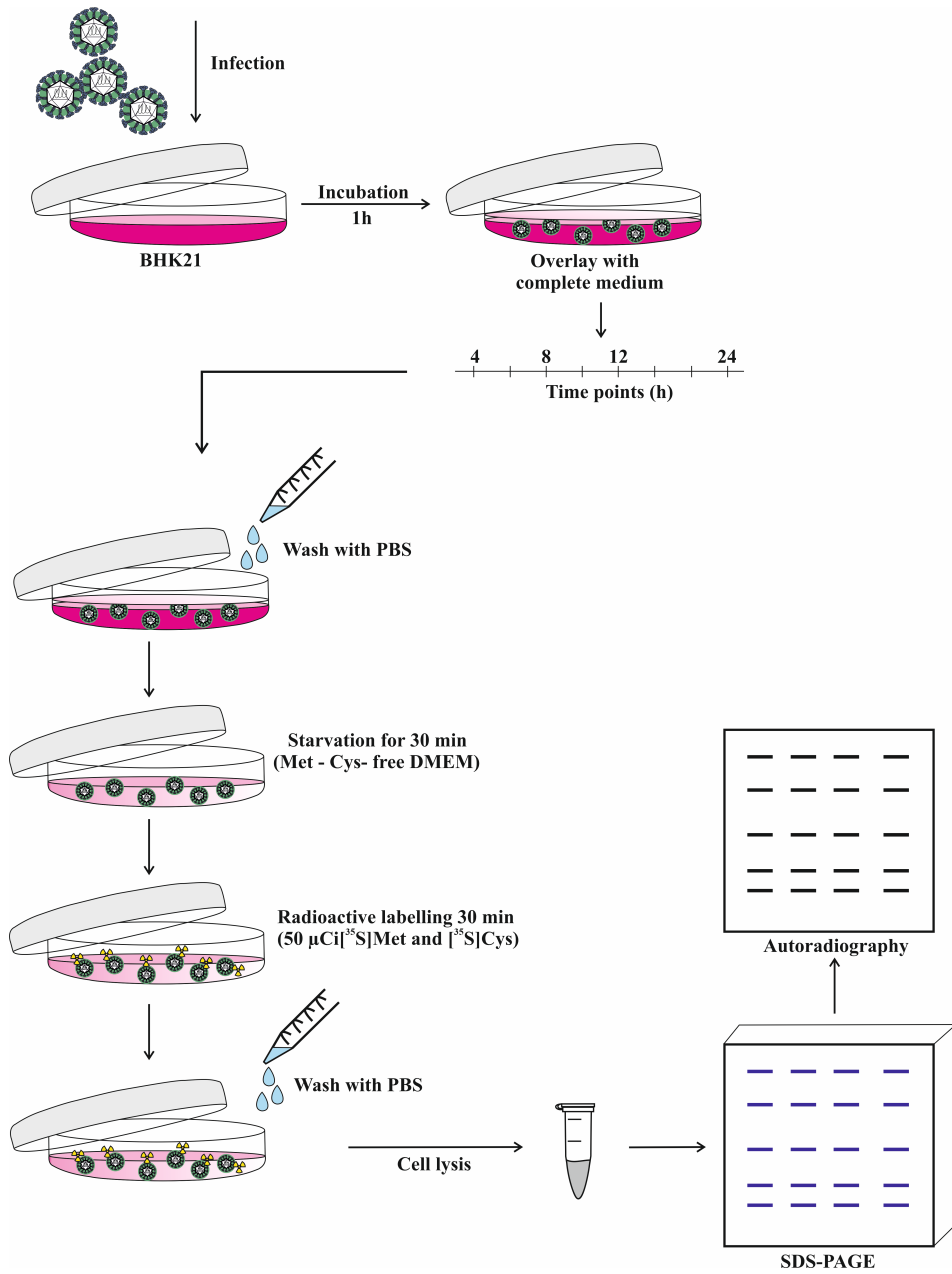 Infection
Incubation
1h
BHK21
Overlay with
complete medium
4 8 12 24
Time points (h)
Wash with PBS
Starvation for 30 min
(Met - Cys- free DMEM)
Radioactive labelling 30 min
(50 µCi[³⁵S]Met and [³⁵S]Cys)
Wash with PBS
Cell lysis
Autoradiography
SDS-PAGE